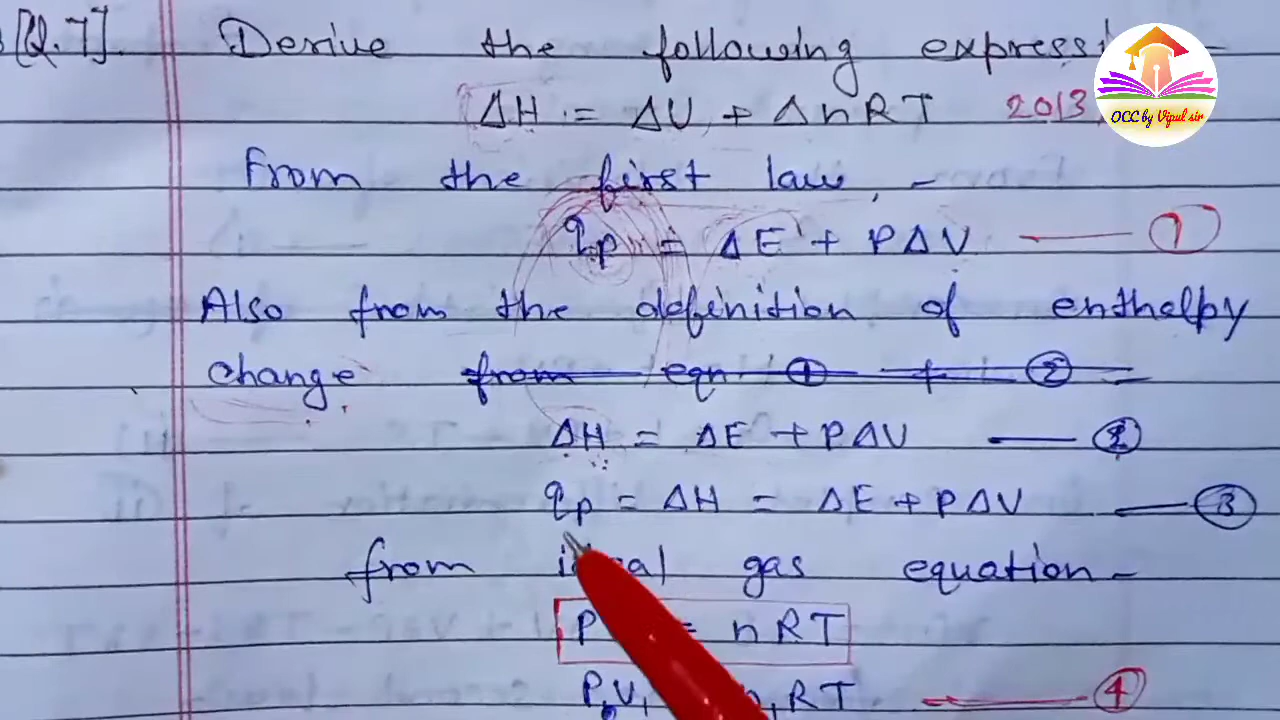 [Q.7]. Derive the following expressi
ΔH = ΔU + ΔnRT 2013
OCC by Vipul sir
From the first law, -
qp = ΔE + PΔV —— ①
Also from the definition of enthalpy
change from eqn ① + ② =
ΔH = ΔE + PΔV —— ②
qp = ΔH = ΔE + PΔV —— ③
from gas equation -
P = nRT
P₁V₁ RT —— ④